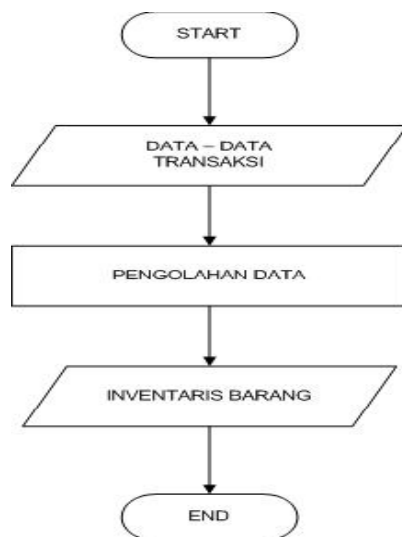 START
DATA – DATA
TRANSAKSI
PENGOLAHAN DATA
INVENTARIS BARANG
END